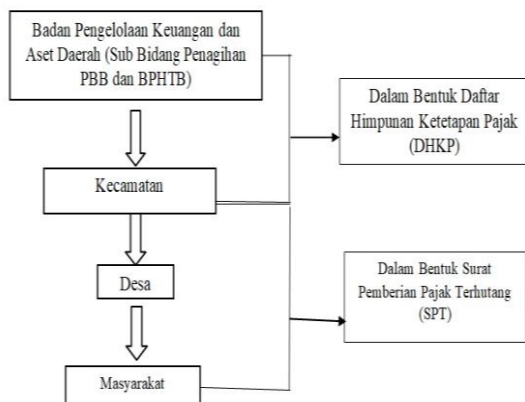 Badan Pengelolaan Keuangan dan
Aset Daerah (Sub Bidang Penagihan
PBB dan BPHTB)
Dalam Bentuk Daftar
Himpunan Ketetapan Pajak
(DHKP)
Kecamatan
Desa
Dalam Bentuk Surat
Pemberian Pajak Terhutang
(SPT)
Masyarakat